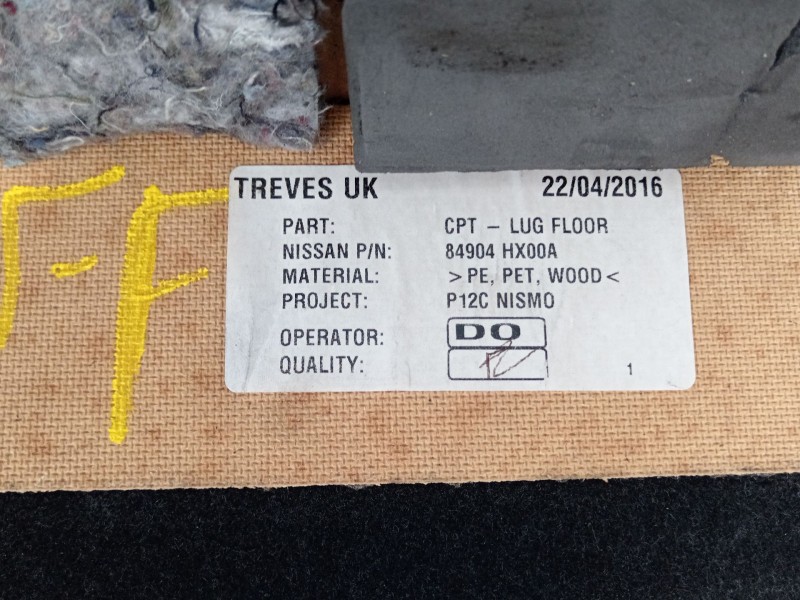 F-F
TREVES UK 22/04/2016
PART: CPT - LUG FLOOR
NISSAN P/N: 84904 HX00A
MATERIAL: >PE, PET, WOOD<
PROJECT: P12C NISMO
OPERATOR: DO
QUALITY:
1